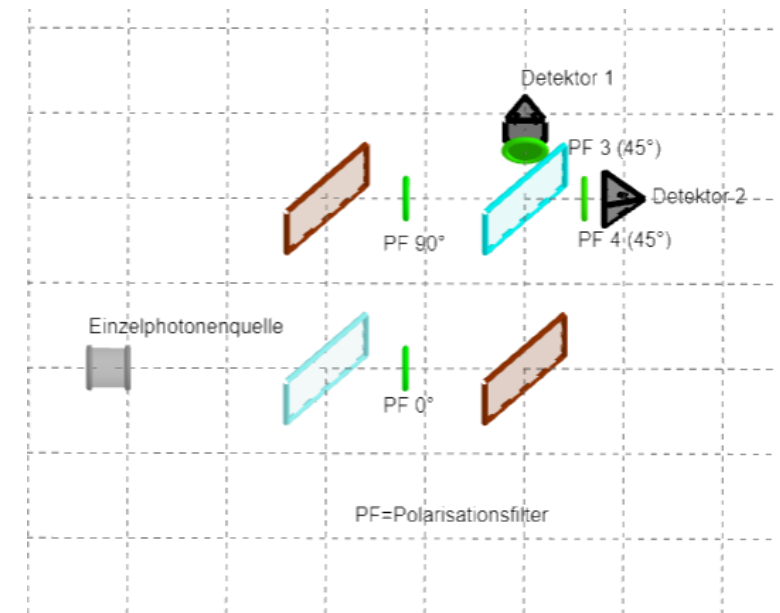 Detektor 1
PF 3 (45°)
Detektor 2
PF 90°
PF 4 (45°)
Einzelphotonenquelle
PF 0°
PF=Polarisationsfilter